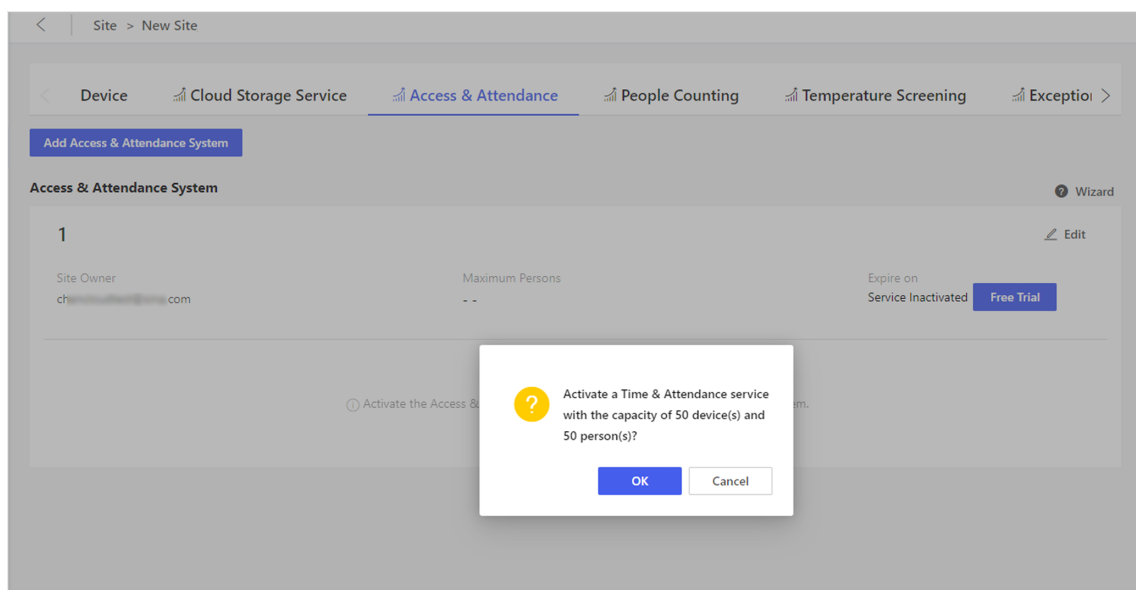 Site > New Site
Device Cloud Storage Service Access & Attendance People Counting Temperature Screening Exceptio
Add Access & Attendance System
Access & Attendance System
Wizard
1
Edit
Site Owner Maximum Persons Expire on
ch .com - - Service Inactivated Free Trial
Activate a Time & Attendance service
with the capacity of 50 device(s) and
50 person(s)?
Activate the Access & em.
OK Cancel